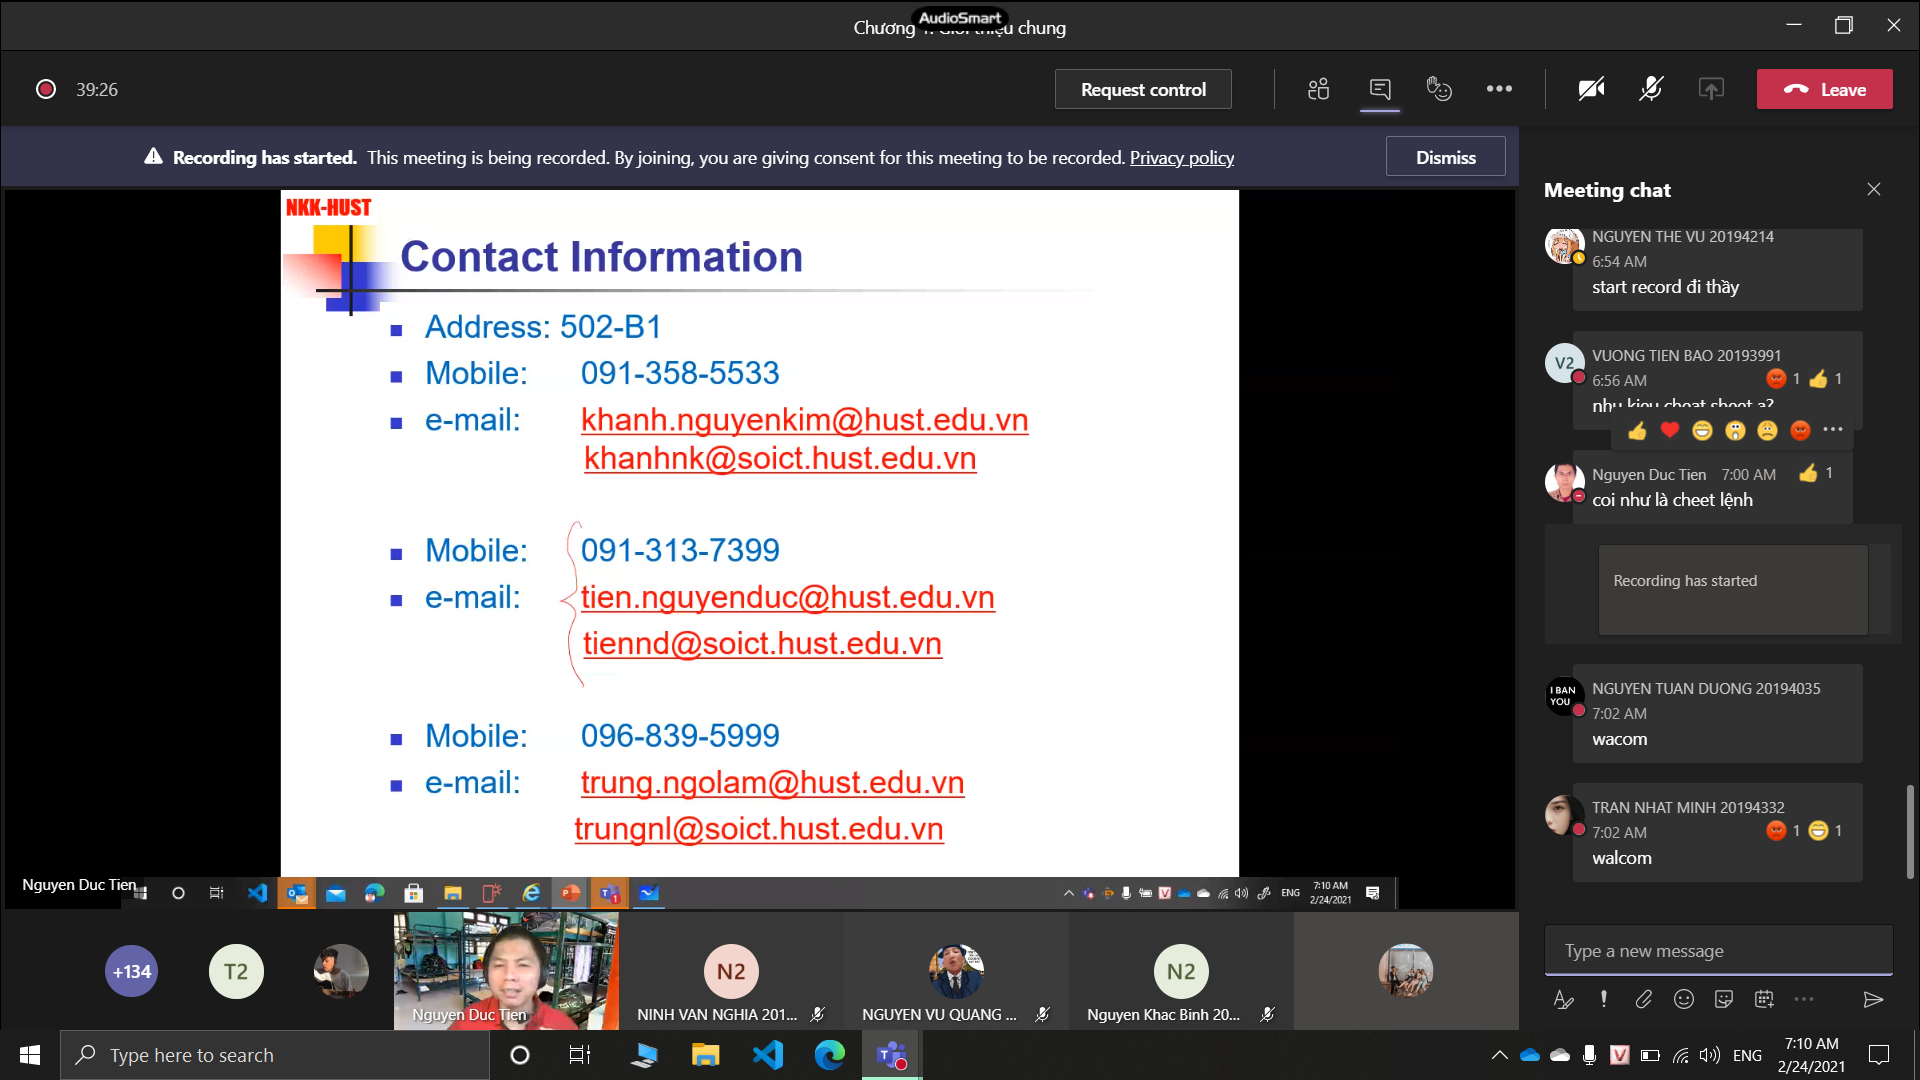 AudioSmart
Chương 1. Giới thiệu chung
39:26
Request control
Leave
Recording has started. This meeting is being recorded. By joining, you are giving consent for this meeting to be recorded. Privacy policy
Dismiss
NKK-HUST
Contact Information
Address: 502-B1
Mobile: 091-358-5533
e-mail: khanh.nguyenkim@hust.edu.vn
khanhnk@soict.hust.edu.vn
Mobile: 091-313-7399
e-mail: tien.nguyenduc@hust.edu.vn
tiennd@soict.hust.edu.vn
Mobile: 096-839-5999
e-mail: trung.ngolam@hust.edu.vn
trungnl@soict.hust.edu.vn
Nguyen Duc Tien
ENG
7:10 AM
2/24/2021
Meeting chat
NGUYEN THE VU 20194214
6:54 AM
start record đi thầy
V2
VUONG TIEN BAO 20193991
6:56 AM
1 1
như kieu cheat sheet ạ?
Nguyen Duc Tien 7:00 AM 1
coi như là cheet lệnh
Recording has started
I BAN
YOU
NGUYEN TUAN DUONG 20194035
7:02 AM
wacom
TRAN NHAT MINH 20194332
7:02 AM
1 1
walcom
Type a new message
+134
T2
Nguyen Duc Tien
N2
NINH VAN NGHIA 201...
NGUYEN VU QUANG ...
N2
Nguyen Khac Binh 20...
Type here to search
ENG
7:10 AM
2/24/2021